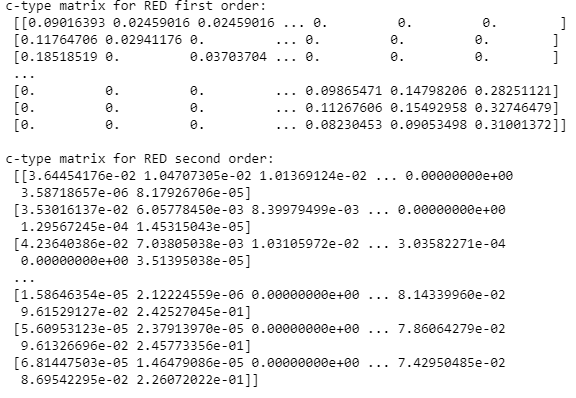 c-type matrix for RED first order:
[[0.09016393 0.02459016 0.02459016 ... 0. 0. 0. ]
[0.11764706 0.02941176 0. ... 0. 0. 0. ]
[0.18518519 0. 0.03703704 ... 0. 0. 0. ]
...
[0. 0. 0. ... 0.09865471 0.14798206 0.28251121]
[0. 0. 0. ... 0.11267606 0.15492958 0.32746479]
[0. 0. 0. ... 0.08230453 0.09053498 0.31001372]]
c-type matrix for RED second order:
[[3.64454176e-02 1.04707305e-02 1.01369124e-02 ... 0.00000000e+00
3.58718657e-06 8.17926706e-05]
[3.53016137e-02 6.05778450e-03 8.39979499e-03 ... 0.00000000e+00
1.29567245e-04 1.45315043e-05]
[4.23640386e-02 7.03805038e-03 1.03105972e-02 ... 3.03582271e-04
0.00000000e+00 3.51395038e-05]
...
[1.58646354e-05 2.12224559e-06 0.00000000e+00 ... 8.14339960e-02
9.61529127e-02 2.42527045e-01]
[5.60953123e-05 2.37913970e-05 0.00000000e+00 ... 7.86064279e-02
9.61326696e-02 2.45773356e-01]
[6.81447503e-05 1.46479086e-05 0.00000000e+00 ... 7.42950485e-02
8.69542295e-02 2.26072022e-01]]